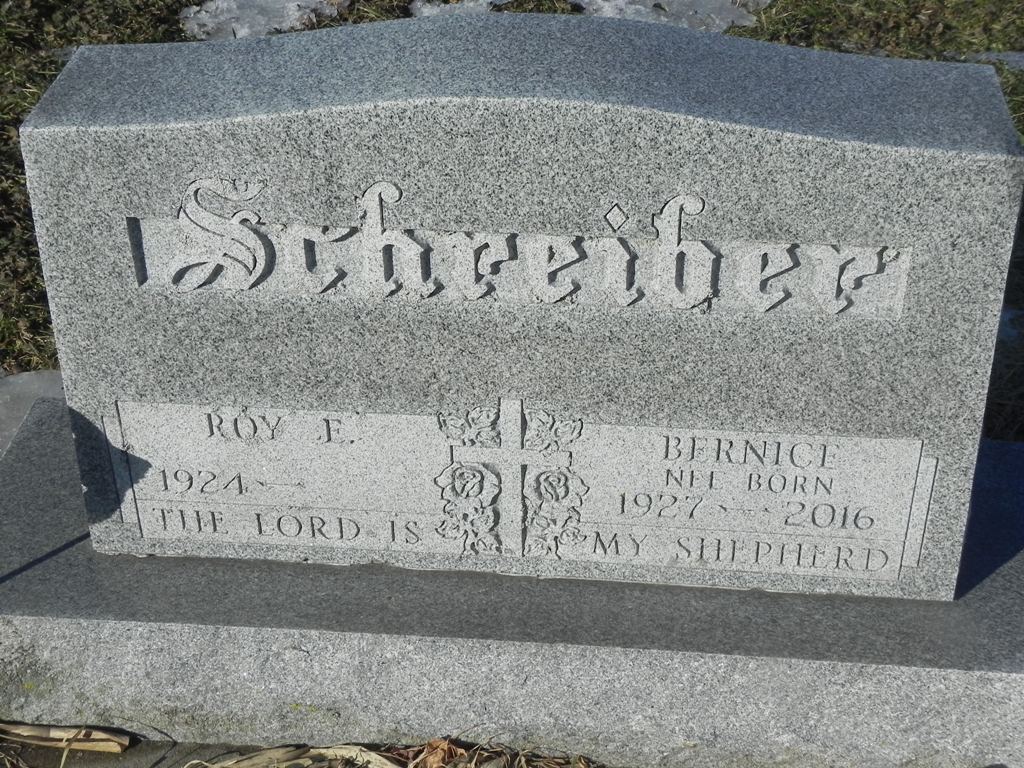 Schreiber
ROY E.
1924 —
BERNICE
NEE BORN
1927 — 2016
THE LORD IS MY SHEPHERD